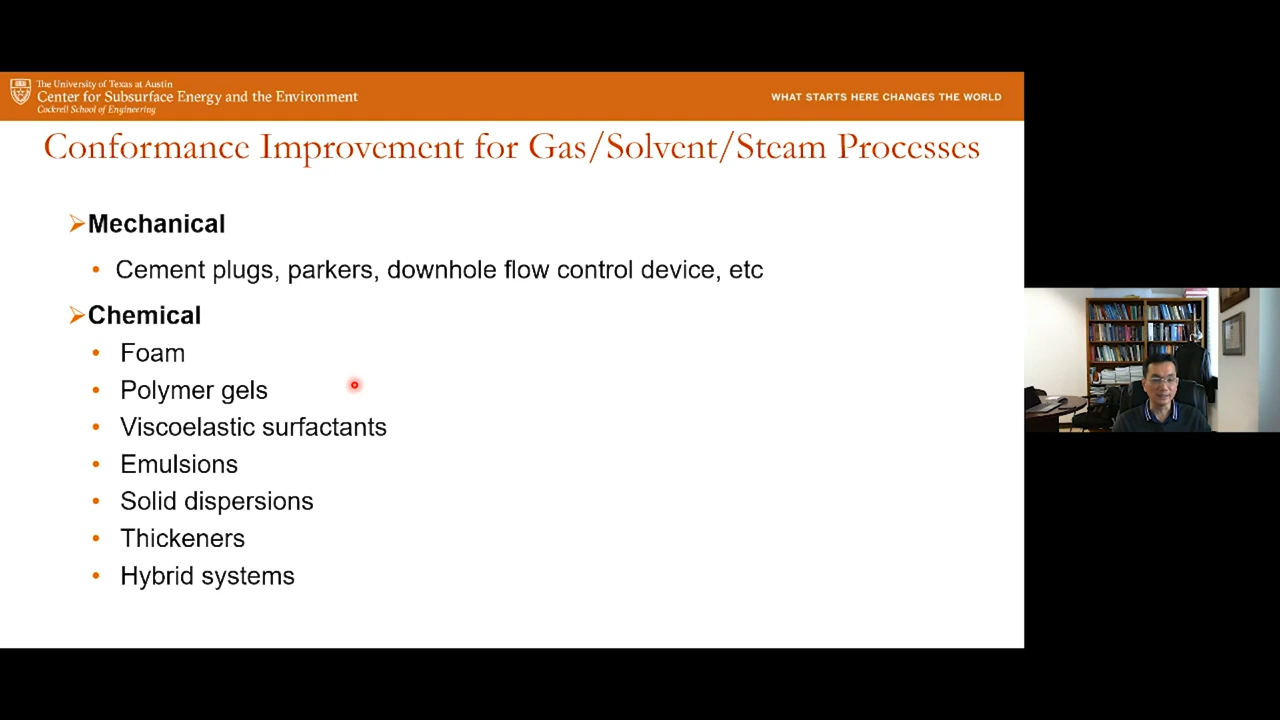 The University of Texas at Austin
Center for Subsurface Energy and the Environment
Cockrell School of Engineering
WHAT STARTS HERE CHANGES THE WORLD
Conformance Improvement for Gas/Solvent/Steam Processes
Mechanical
Cement plugs, parkers, downhole flow control device, etc
Chemical
Foam
Polymer gels
Viscoelastic surfactants
Emulsions
Solid dispersions
Thickeners
Hybrid systems